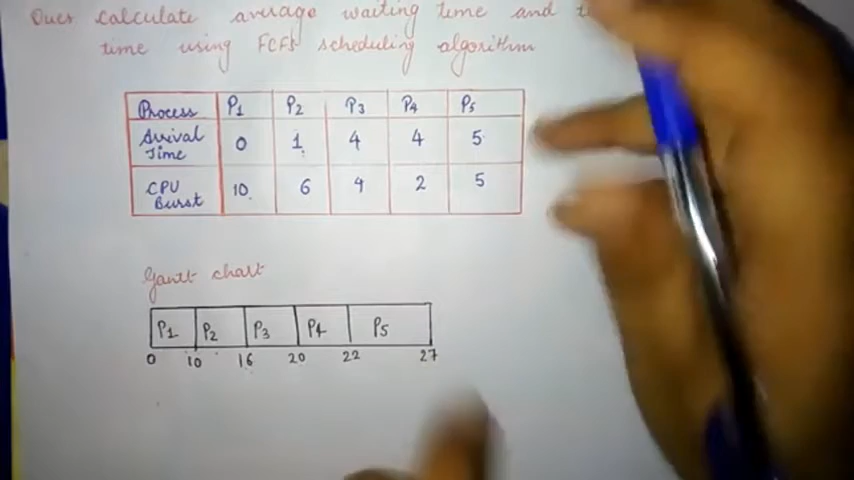 Ques calculate average waiting time and
time using FCFS scheduling algorithm
Process P1 P2 P3 P4 P5
Arrival Time 0 1 4 4 5
CPU Burst 10 6 4 2 5
Gantt chart
P1 P2 P3 P4 P5
0 10 16 20 22 27